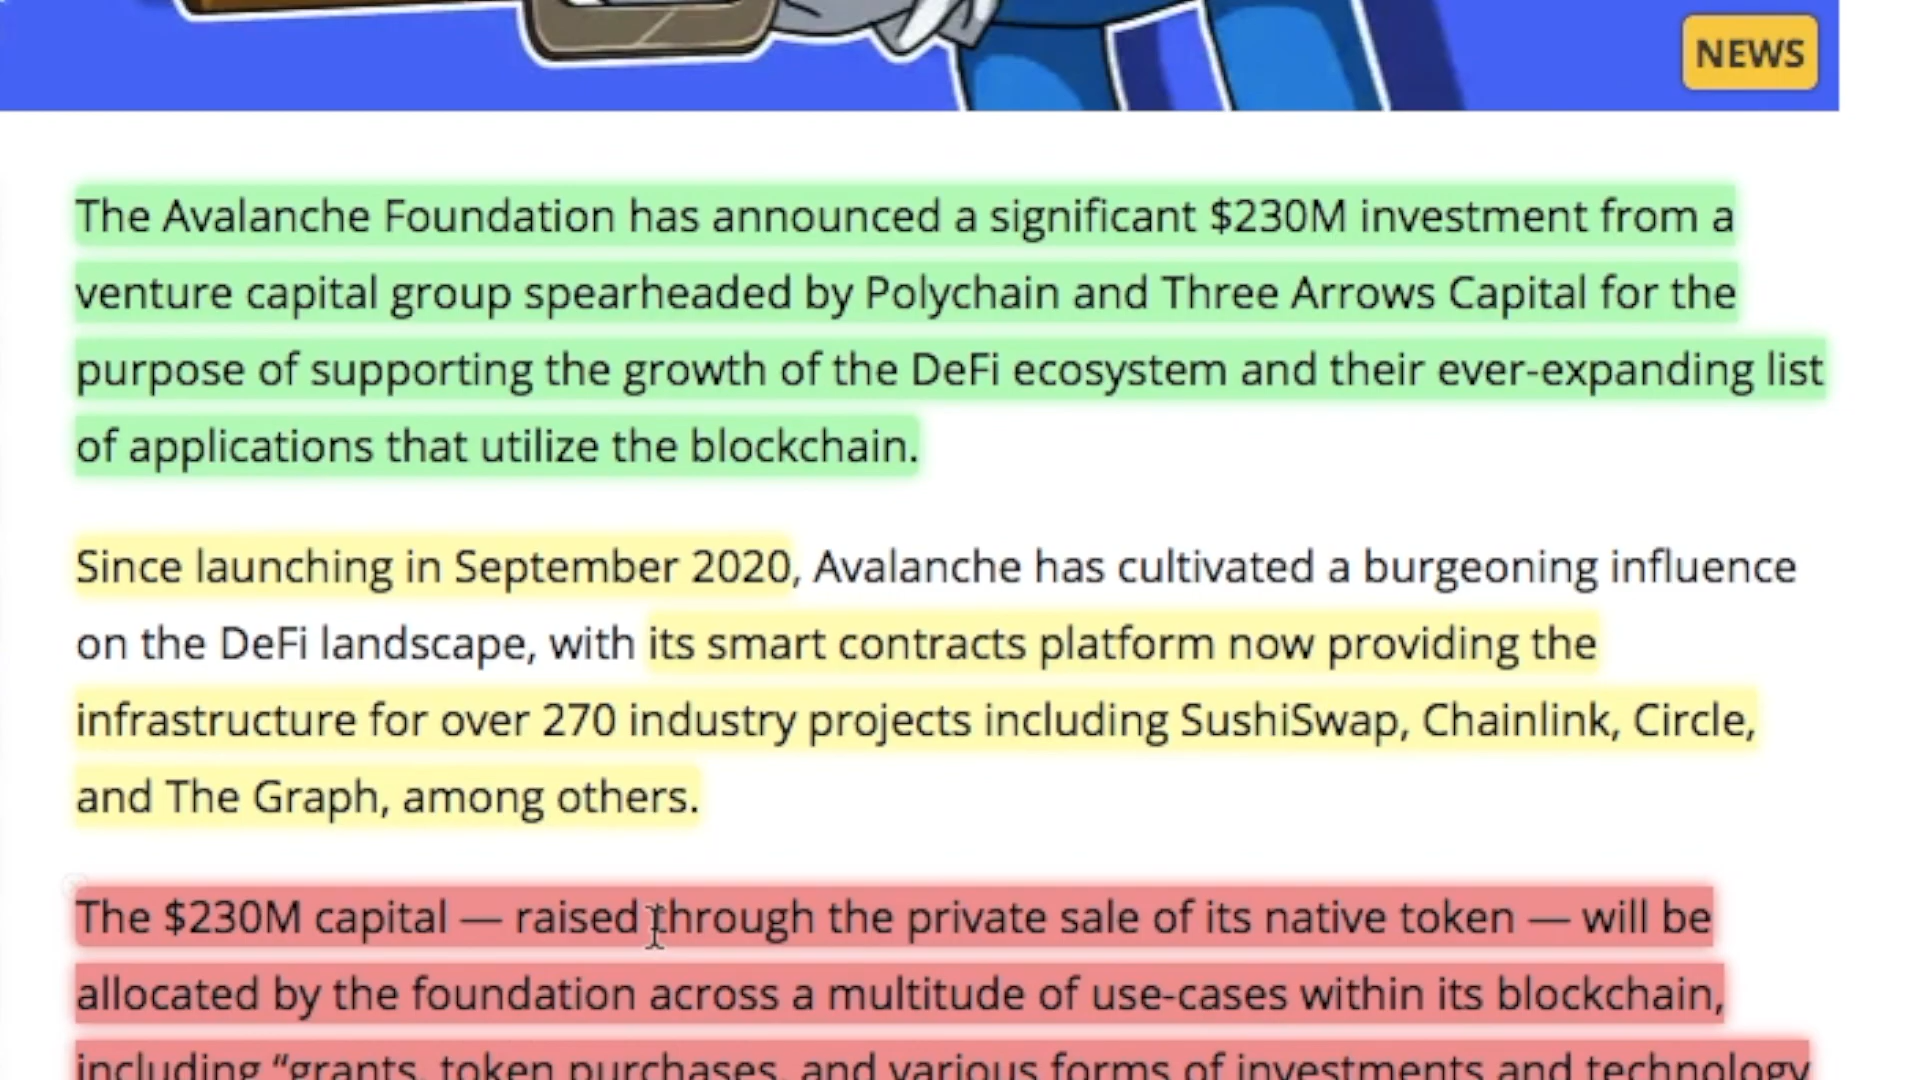 NEWS
The Avalanche Foundation has announced a significant $230M investment from a
venture capital group spearheaded by Polychain and Three Arrows Capital for the
purpose of supporting the growth of the DeFi ecosystem and their ever-expanding list
of applications that utilize the blockchain.
Since launching in September 2020, Avalanche has cultivated a burgeoning influence
on the DeFi landscape, with its smart contracts platform now providing the
infrastructure for over 270 industry projects including SushiSwap, Chainlink, Circle,
and The Graph, among others.
The $230M capital — raised through the private sale of its native token — will be
allocated by the foundation across a multitude of use-cases within its blockchain,
including “grants, token purchases, and various forms of investments and technology